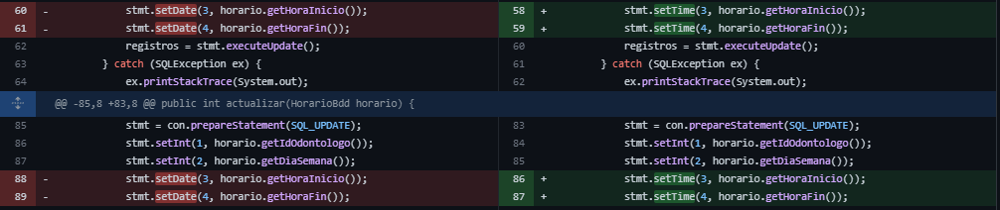 60 - stmt.setDate(3, horario.getHoraInicio());
61 - stmt.setDate(4, horario.getHoraFin());
62 registros = stmt.executeUpdate();
63 } catch (SQLException ex) {
64 ex.printStackTrace(System.out);
@@ -85,8 +83,8 @@ public int actualizar(HorarioBdd horario) {
85 stmt = con.prepareStatement(SQL_UPDATE);
86 stmt.setInt(1, horario.getIdOdontologo());
87 stmt.setInt(2, horario.getDiaSemana());
88 - stmt.setDate(3, horario.getHoraInicio());
89 - stmt.setDate(4, horario.getHoraFin());
58 + stmt.setTime(3, horario.getHoraInicio());
59 + stmt.setTime(4, horario.getHoraFin());
60 registros = stmt.executeUpdate();
61 } catch (SQLException ex) {
62 ex.printStackTrace(System.out);
83 stmt = con.prepareStatement(SQL_UPDATE);
84 stmt.setInt(1, horario.getIdOdontologo());
85 stmt.setInt(2, horario.getDiaSemana());
86 + stmt.setTime(3, horario.getHoraInicio());
87 + stmt.setTime(4, horario.getHoraFin());